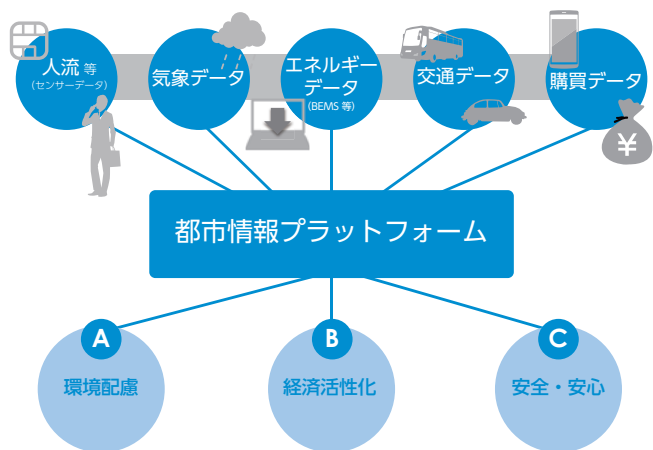 人流 等
(センサーデータ)
気象データ
エネルギー
データ
(BEMS 等)
交通データ
購買データ
¥
都市情報プラットフォーム
A
環境配慮
B
経済活性化
C
安全・安心